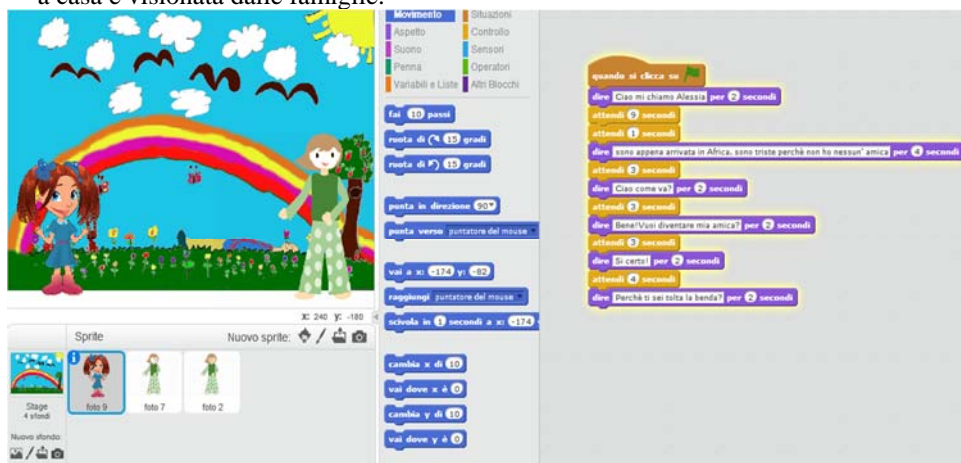 a casa e visionata dalle famiglie.
Movimento Situazioni
Aspetto Controllo
Suono Sensori
Penna Operatori
Variabili e Liste Altri Blocchi
fai 10 passi
ruota di 15 gradi
ruota di 15 gradi
punta in direzione 90
punta verso puntatore del mouse
vai a x: -174 y: -82
raggiungi puntatore del mouse
scivola in 1 secondi a x: -174
cambia x di 10
vai dove x è 0
cambia y di 10
vai dove y è 0
quando si clicca su
dire Ciao mi chiamo Alessia per 2 secondi
attendi 9 secondi
attendi 1 secondi
dire sono appena arrivata in Africa, sono triste perchè non ho nessun' amica per 4 secondi
attendi 3 secondi
dire Ciao come va? per 2 secondi
attendi 3 secondi
dire Bene!Vuoi diventare mia amica? per 2 secondi
attendi 3 secondi
dire Si certo! per 2 secondi
attendi 4 secondi
dire Perchè ti sei tolta la benda? per 2 secondi
x: 240 y: -180
Sprite Nuovo sprite:
Stage
4 sfondi
Nuovo sfondo:
foto 9
foto 7
foto 2